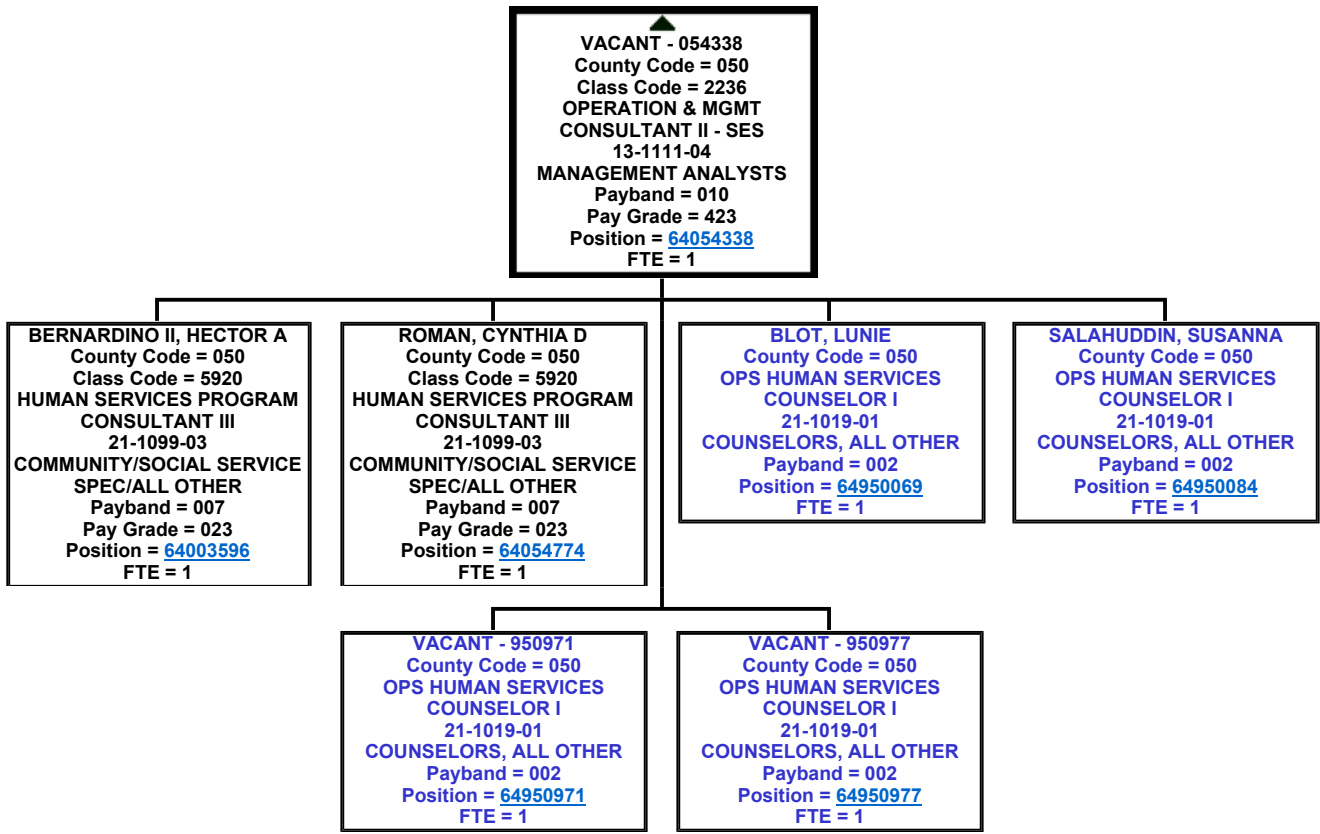 VACANT - 054338
County Code = 050
Class Code = 2236
OPERATION & MGMT
CONSULTANT II - SES
13-1111-04
MANAGEMENT ANALYSTS
Payband = 010
Pay Grade = 423
Position = 64054338
FTE = 1
BERNARDINO II, HECTOR A
County Code = 050
Class Code = 5920
HUMAN SERVICES PROGRAM
CONSULTANT III
21-1099-03
COMMUNITY/SOCIAL SERVICE
SPEC/ALL OTHER
Payband = 007
Pay Grade = 023
Position = 64003596
FTE = 1
ROMAN, CYNTHIA D
County Code = 050
Class Code = 5920
HUMAN SERVICES PROGRAM
CONSULTANT III
21-1099-03
COMMUNITY/SOCIAL SERVICE
SPEC/ALL OTHER
Payband = 007
Pay Grade = 023
Position = 64054774
FTE = 1
BLOT, LUNIE
County Code = 050
OPS HUMAN SERVICES
COUNSELOR I
21-1019-01
COUNSELORS, ALL OTHER
Payband = 002
Position = 64950069
FTE = 1
SALAHUDDIN, SUSANNA
County Code = 050
OPS HUMAN SERVICES
COUNSELOR I
21-1019-01
COUNSELORS, ALL OTHER
Payband = 002
Position = 64950084
FTE = 1
VACANT - 950971
County Code = 050
OPS HUMAN SERVICES
COUNSELOR I
21-1019-01
COUNSELORS, ALL OTHER
Payband = 002
Position = 64950971
FTE = 1
VACANT - 950977
County Code = 050
OPS HUMAN SERVICES
COUNSELOR I
21-1019-01
COUNSELORS, ALL OTHER
Payband = 002
Position = 64950977
FTE = 1